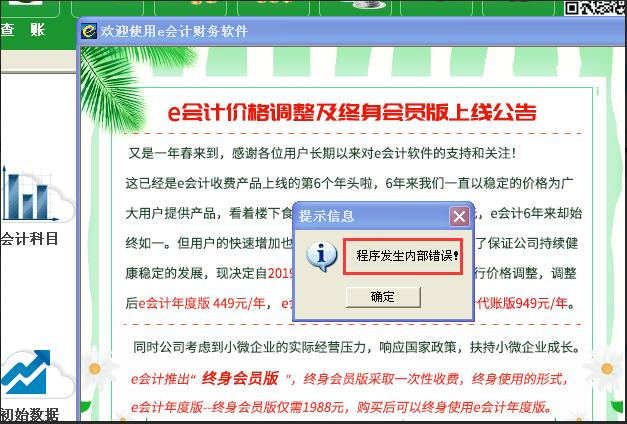 查 账
欢迎使用e会计财务软件
e会计价格调整及终身会员版上线公告
又是一年春来到，感谢各位用户长期以来对e会计软件的支持和关注！
这已经是e会计收费产品上线的第6个年头啦，6年来我们一直以稳定的价格为广
大用户提供产品，看着楼下食
，e会计6年来却始
提示信息
终如一。但用户的快速增加也
了保证公司持续健
程序发生内部错误!
会计科目
康稳定的发展，现决定自2019
行价格调整，调整
确定
后e会计年度版 449元/年，
代账版949元/年。
同时公司考虑到小微企业的实际经营压力，响应国家政策，扶持小微企业成长。
e会计推出“ 终身会员版 ”，终身会员版采取一次性收费，终身使用的形式，
e会计年度版--终身会员版仅需1988元，购买后可以终身使用e会计年度版。
初始数据